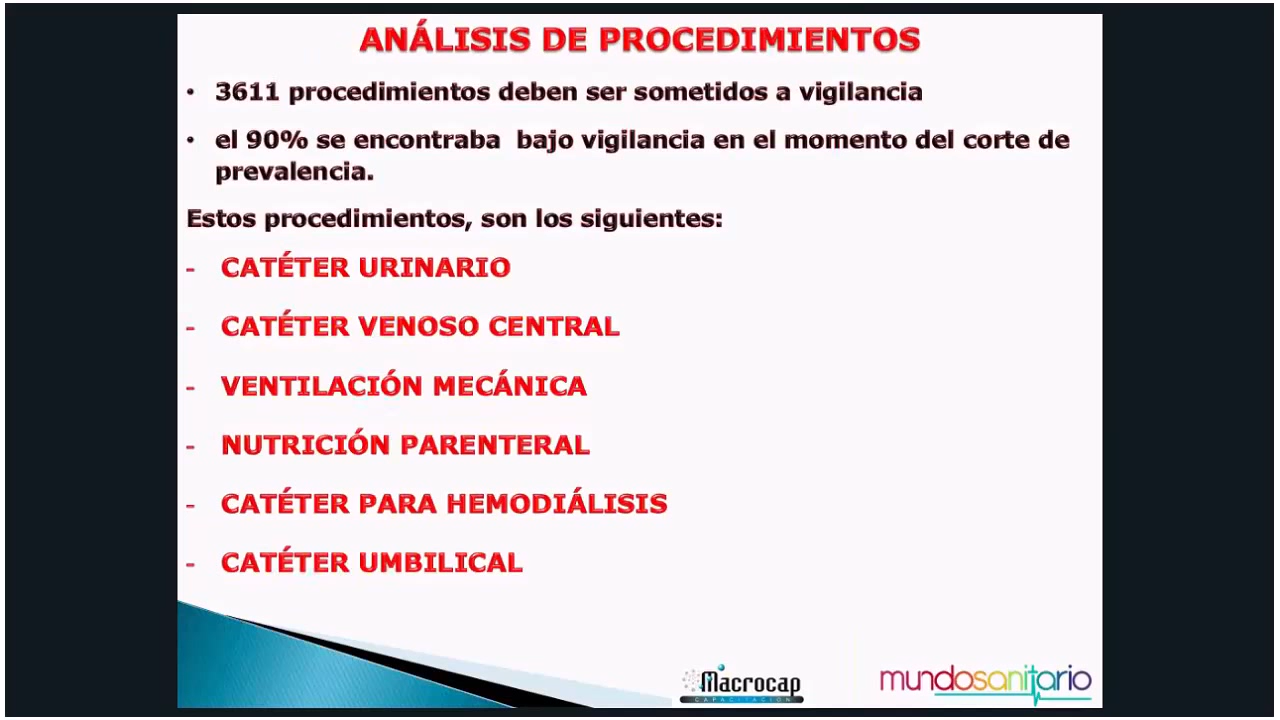 ANÁLISIS DE PROCEDIMIENTOS
• 3611 procedimientos deben ser sometidos a vigilancia
• el 90% se encontraba bajo vigilancia en el momento del corte de
prevalencia.
Estos procedimientos, son los siguientes:
- CATÉTER URINARIO
- CATÉTER VENOSO CENTRAL
- VENTILACIÓN MECÁNICA
- NUTRICIÓN PARENTERAL
- CATÉTER PARA HEMODIÁLISIS
- CATÉTER UMBILICAL
Macrocap
CAPACITACIÓN
mundosanitario